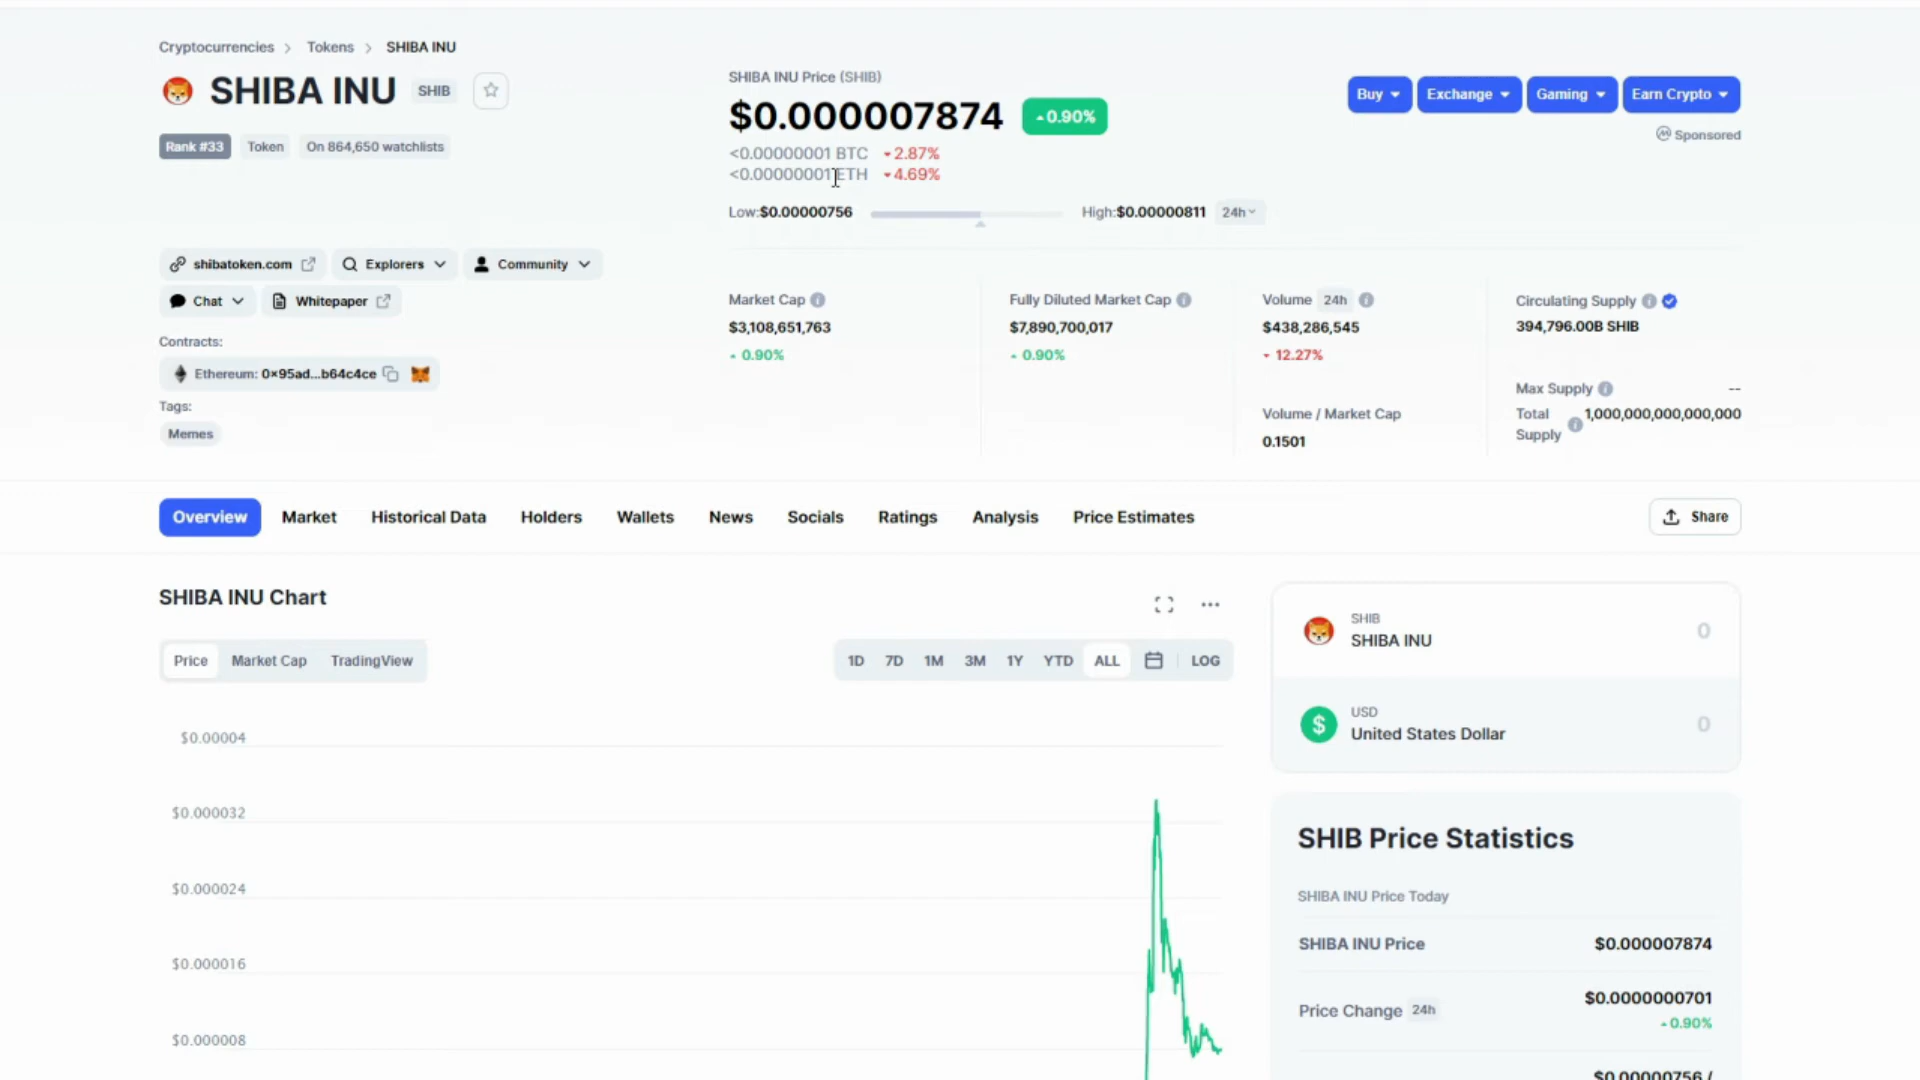 Cryptocurrencies > Tokens > SHIBA INU
SHIBA INU SHIB
Rank #33 Token On 864,650 watchlists
SHIBA INU Price (SHIB)
$0.000007874 0.90%
<0.00000001 BTC 2.87%
<0.00000001 ETH 4.69%
Low:$0.00000756 High:$0.00000811 24h
Buy Exchange Gaming Earn Crypto
Sponsored
shibatoken.com Explorers Community
Chat Whitepaper
Contracts:
Ethereum: 0×95ad...b64c4ce
Tags:
Memes
Market Cap
$3,108,651,763
0.90%
Fully Diluted Market Cap
$7,890,700,017
0.90%
Volume 24h
$438,286,545
12.27%
Volume / Market Cap
0.1501
Circulating Supply
394,796.00B SHIB
Max Supply --
Total Supply 1,000,000,000,000,000
Overview Market Historical Data Holders Wallets News Socials Ratings Analysis Price Estimates Share
SHIBA INU Chart
Price Market Cap TradingView
1D 7D 1M 3M 1Y YTD ALL LOG
$0.00004
$0.000032
$0.000024
$0.000016
$0.000008
SHIB
SHIBA INU 0
USD
United States Dollar 0
SHIB Price Statistics
SHIBA INU Price Today
SHIBA INU Price $0.000007874
Price Change 24h $0.0000000701
0.90%
$0.00000756 /